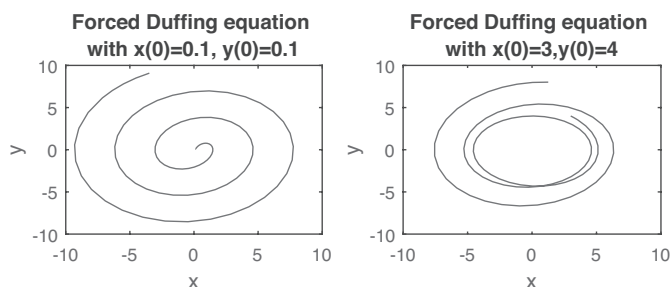 Forced Duffing equation
with x(0)=0.1, y(0)=0.1
10
5
0
-5
-10
y
-10
-5
0
5
10
x
Forced Duffing equation
with x(0)=3,y(0)=4
10
5
0
-5
-10
y
-10
-5
0
5
10
x